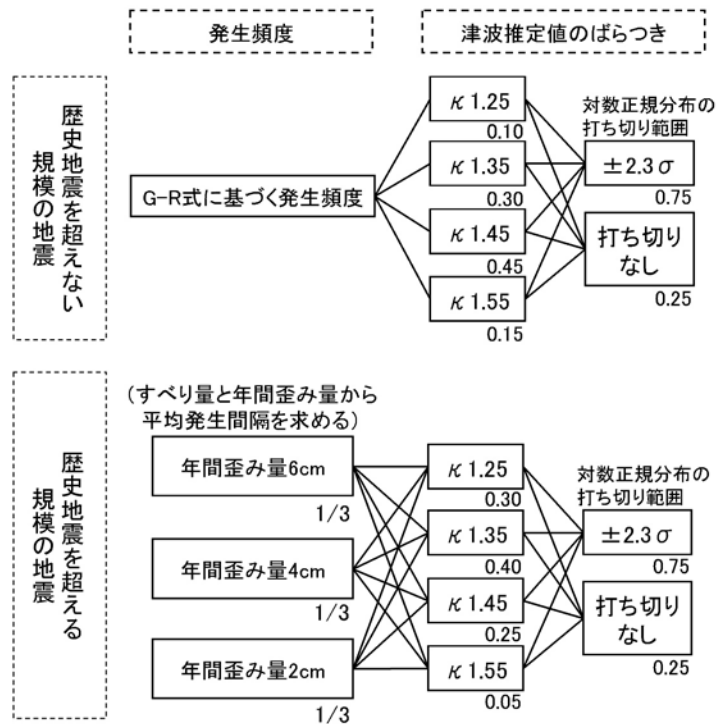 発生頻度
津波推定値のばらつき
歴史地震を超えない
規模の地震
G-R式に基づく発生頻度
κ1.25
0.10
κ1.35
0.30
κ1.45
0.45
κ1.55
0.15
対数正規分布の
打ち切り範囲
±2.3σ
0.75
打ち切り
なし
0.25
歴史地震を超える
規模の地震
(すべり量と年間歪み量から
平均発生間隔を求める)
年間歪み量6cm
1/3
年間歪み量4cm
1/3
年間歪み量2cm
1/3
κ1.25
0.30
κ1.35
0.40
κ1.45
0.25
κ1.55
0.05
対数正規分布の
打ち切り範囲
±2.3σ
0.75
打ち切り
なし
0.25